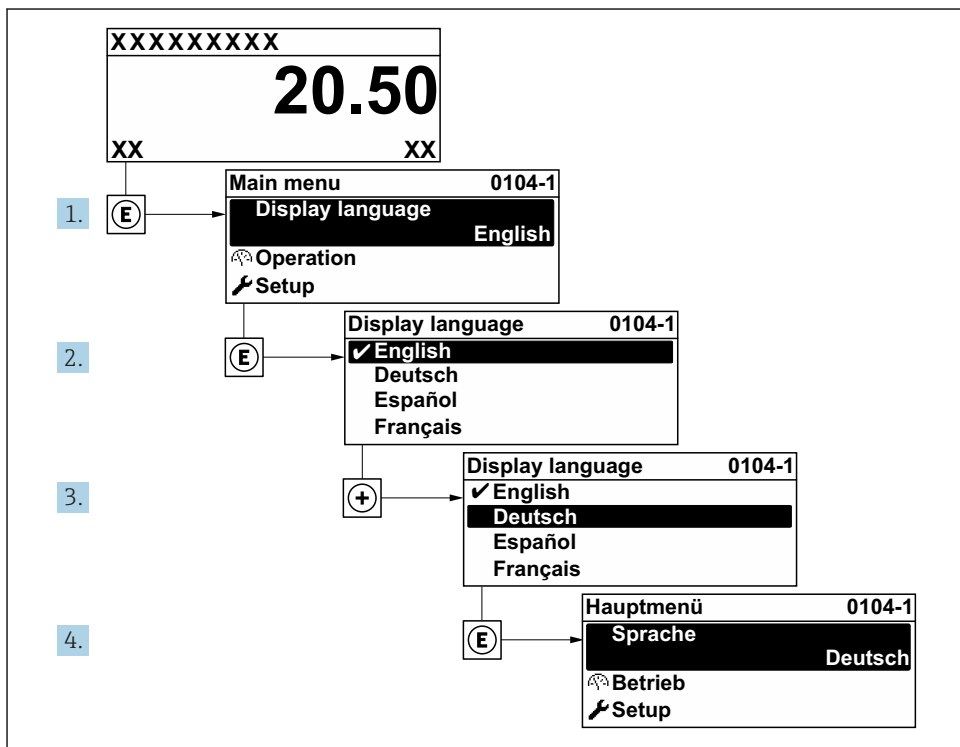 XXXXXXXXX
20.50
XX XX
1. E
Main menu 0104-1
Display language
English
Operation
Setup
2. E
Display language 0104-1
✔English
Deutsch
Español
Français
3. +
Display language 0104-1
✔English
Deutsch
Español
Français
4. E
Hauptmenü 0104-1
Sprache
Deutsch
Betrieb
Setup